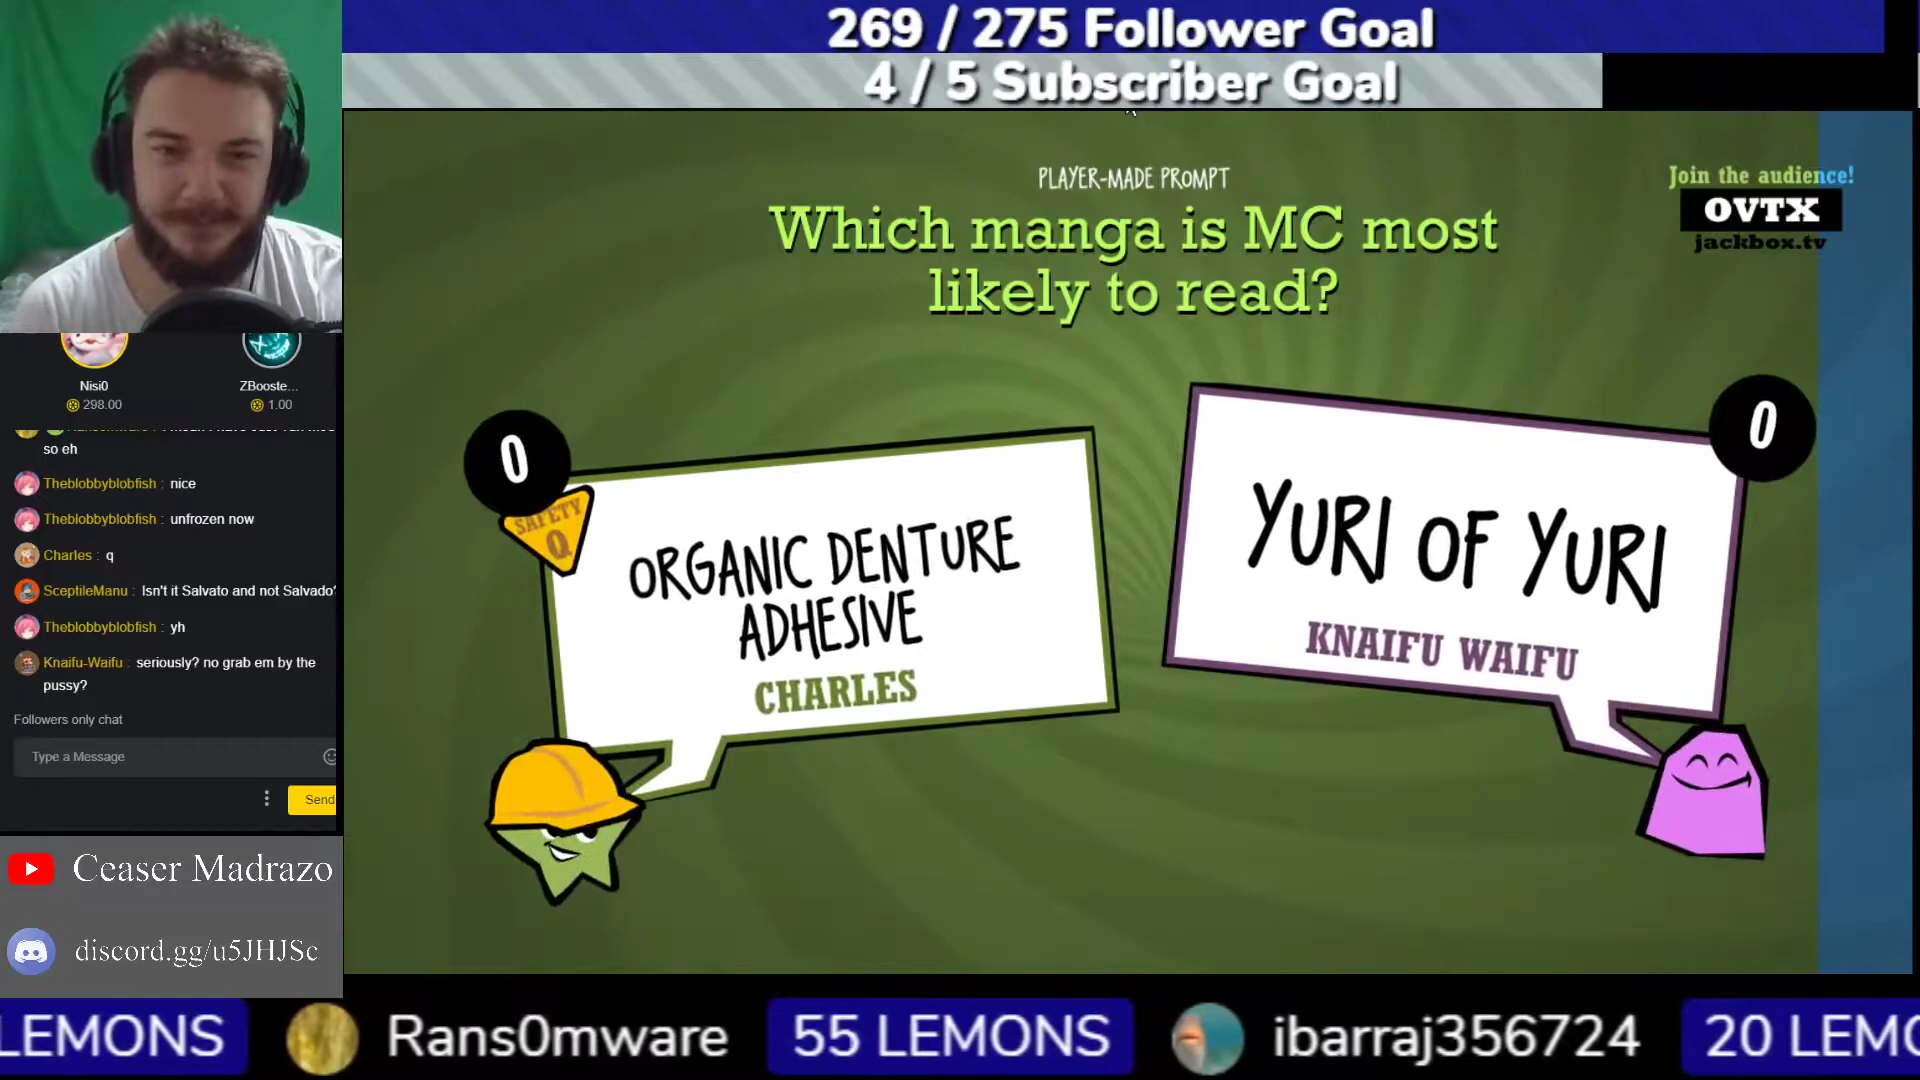 269 / 275 Follower Goal
4 / 5 Subscriber Goal
PLAYER-MADE PROMPT
Which manga is MC most
likely to read?
Join the audience!
OVTX
jackbox.tv
0
SAFETY
Q
ORGANIC DENTURE
ADHESIVE
CHARLES
0
YURI OF YURI
KNAIFU WAIFU
Nisi0
298.00
ZBooste...
1.00
so eh
Theblobbyblobfish : nice
Theblobbyblobfish : unfrozen now
Charles : q
SceptileManu : Isn't it Salvato and not Salvado?
Theblobbyblobfish : yh
Knaifu-Waifu : seriously? no grab em by the
pussy?
Followers only chat
Type a Message
Send
Ceaser Madrazo
discord.gg/u5JHJSc
LEMONS
Rans0mware
55 LEMONS
ibarraj356724
20 LEMO